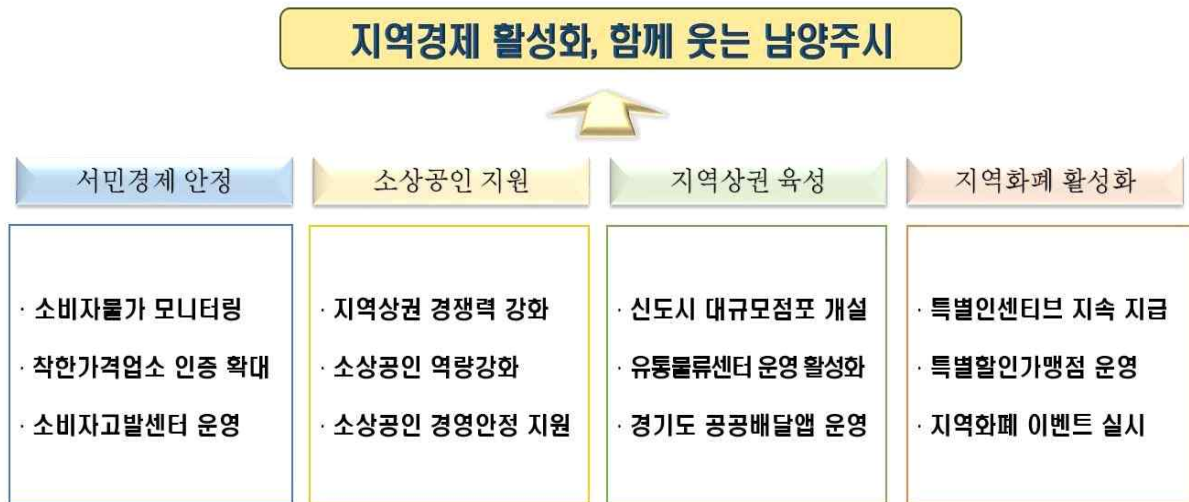 지역경제 활성화, 함께 웃는 남양주시
서민경제 안정
· 소비자물가 모니터링
· 착한가격업소 인증 확대
· 소비자고발센터 운영
소상공인 지원
· 지역상권 경쟁력 강화
· 소상공인 역량강화
· 소상공인 경영안정 지원
지역상권 육성
· 신도시 대규모점포 개설
· 유통물류센터 운영 활성화
· 경기도 공공배달앱 운영
지역화폐 활성화
· 특별인센티브 지속 지급
· 특별할인가맹점 운영
· 지역화폐 이벤트 실시